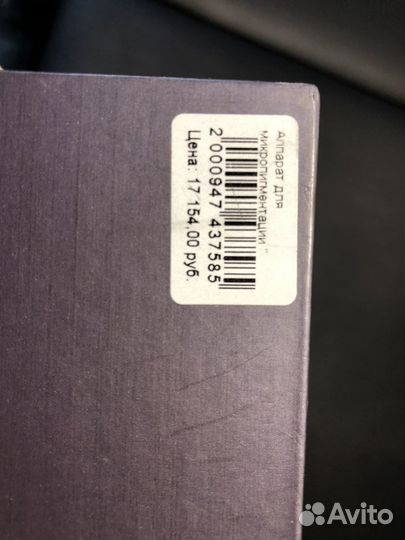 Аппарат для
микропигментации "
2 000947 437585
Цена: 17 154,00 руб.
Avito